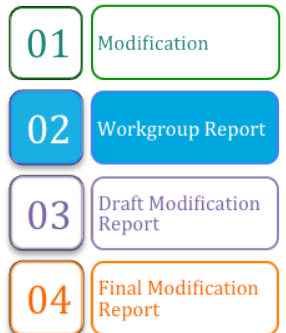 01 Modification
02 Workgroup Report
03 Draft Modification
Report
04 Final Modification
Report